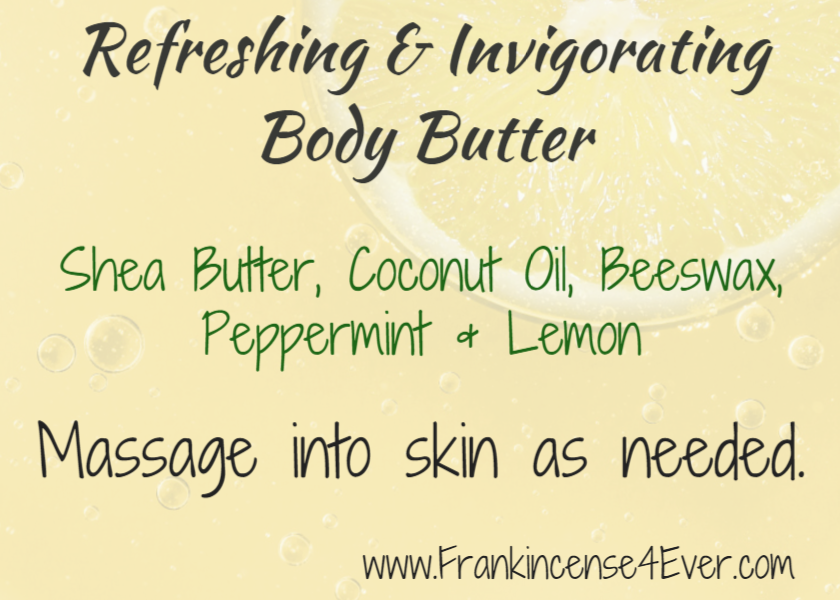 Refreshing & Invigorating
Body Butter
Shea Butter, Coconut Oil, Beeswax,
Peppermint & Lemon
Massage into skin as needed.
www.Frankincense4Ever.com